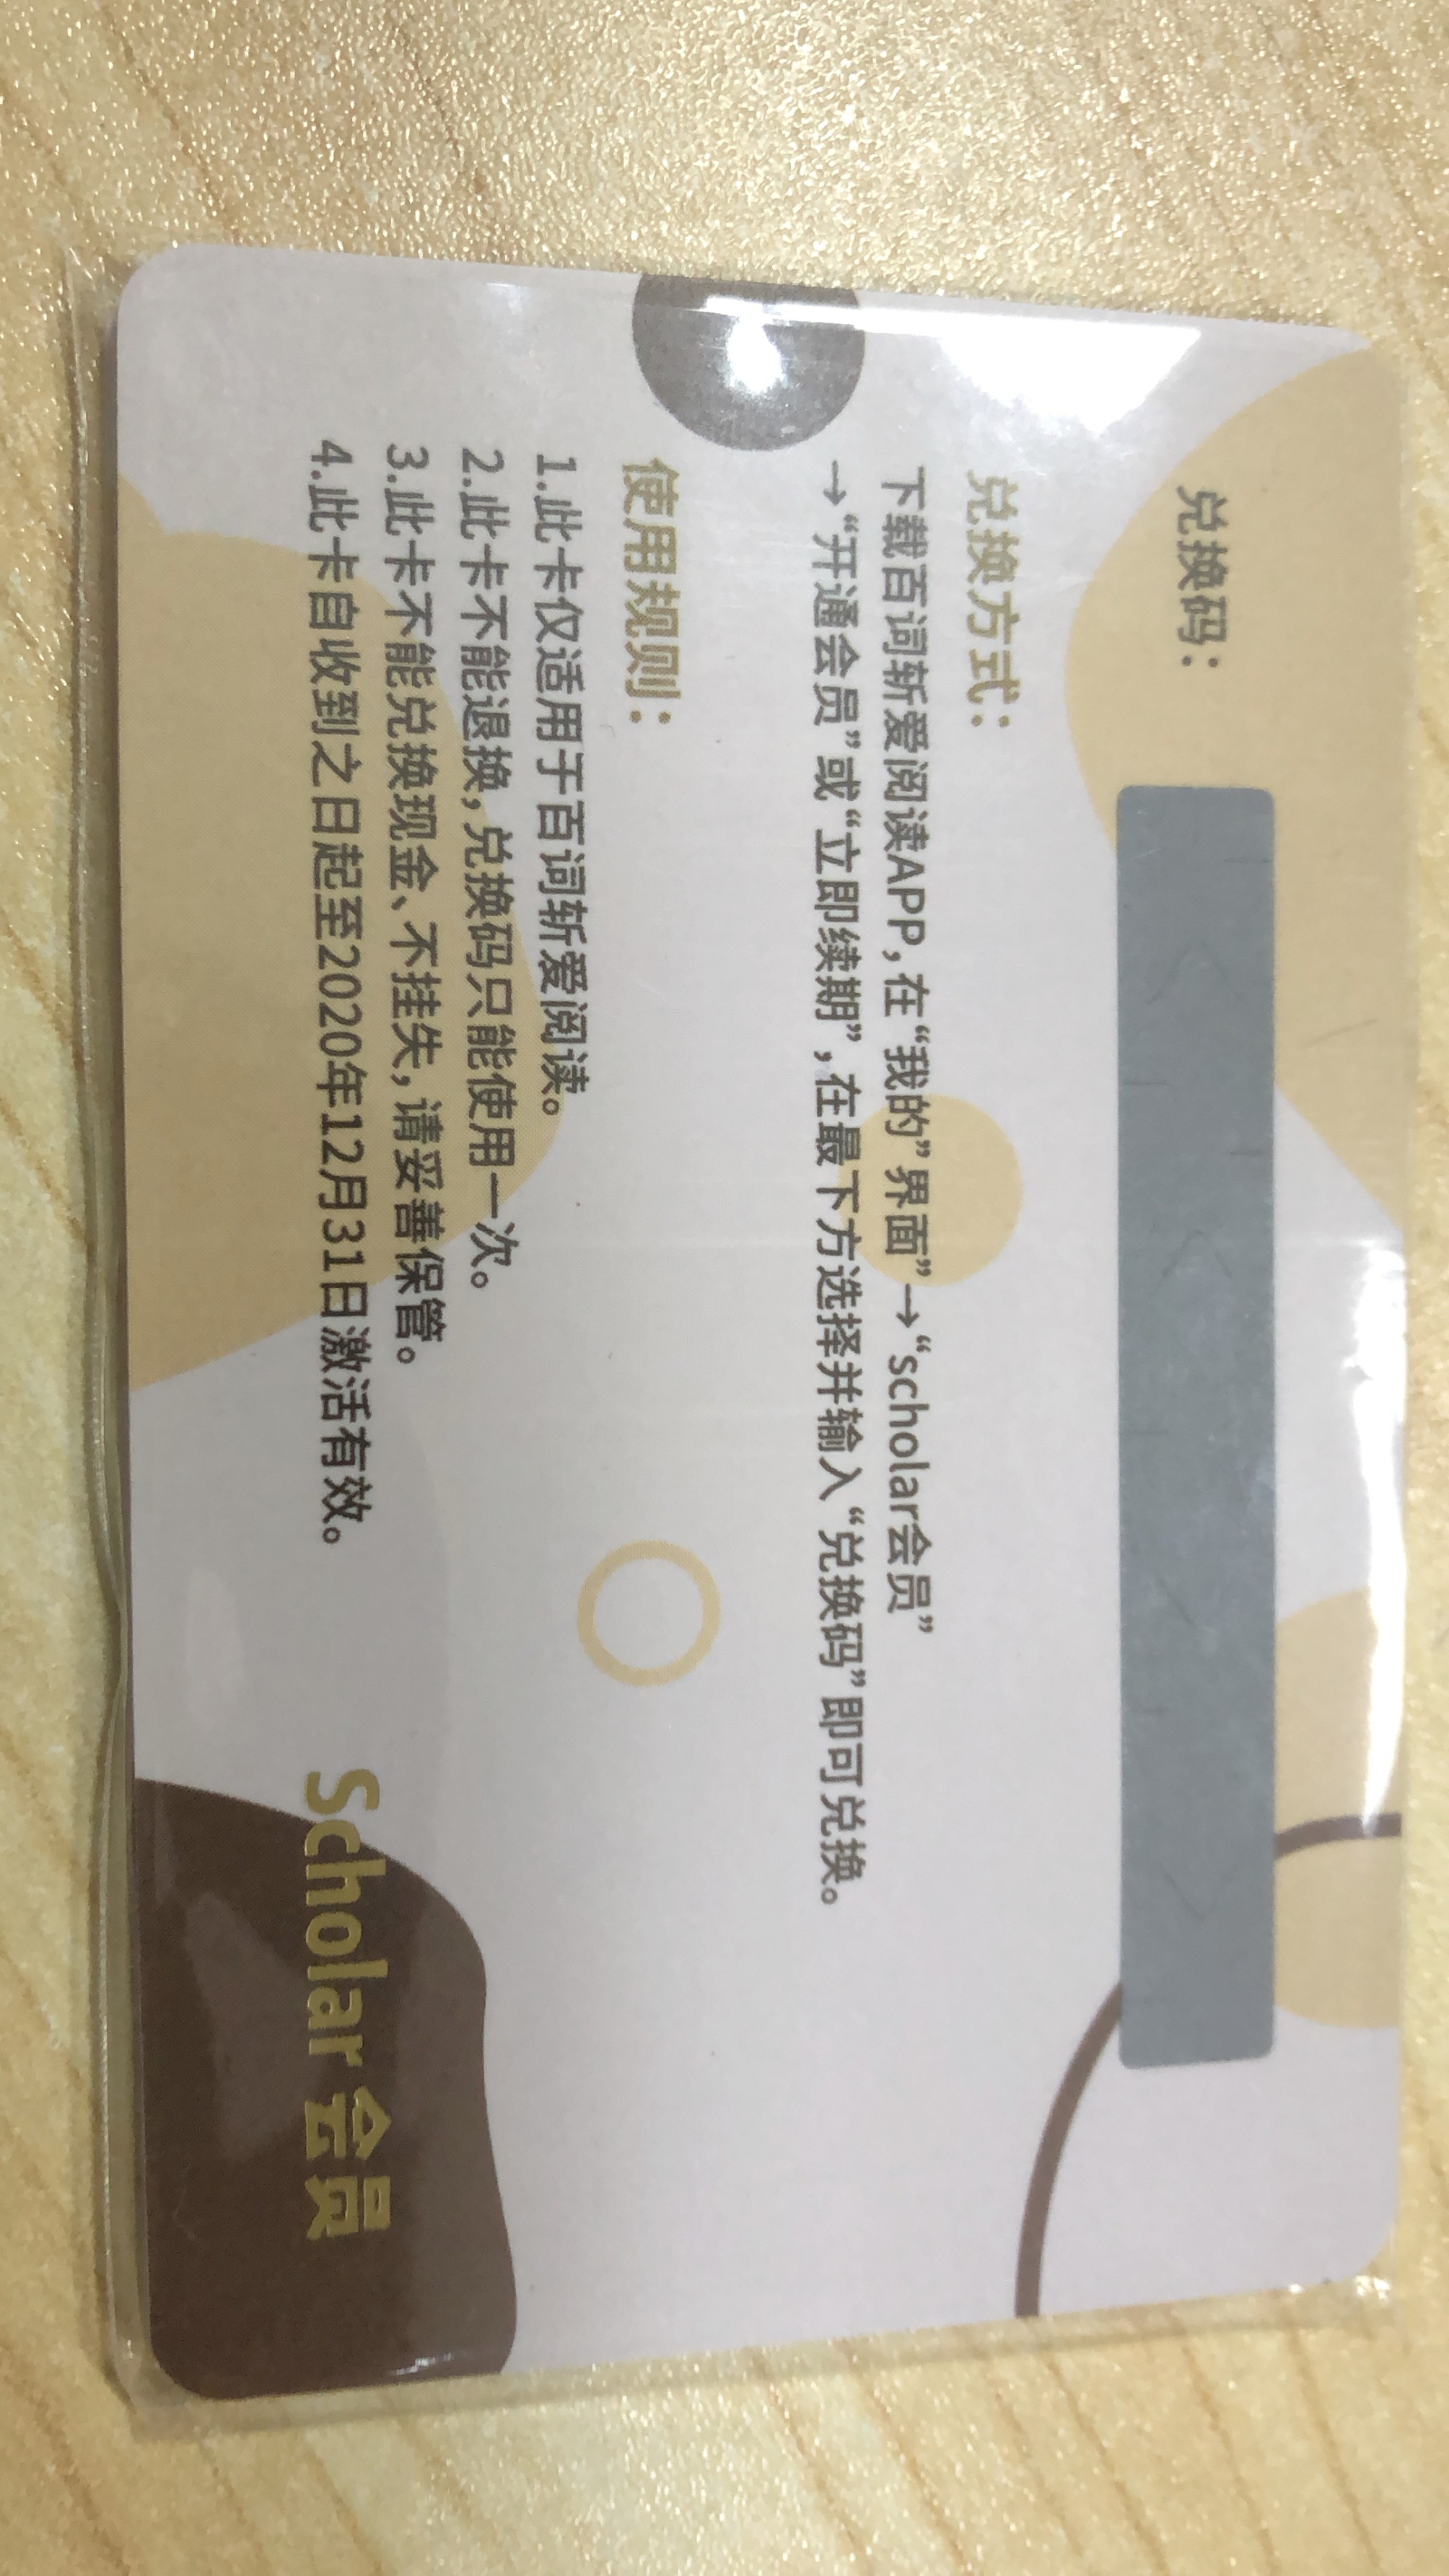 兑换码：
兑换方式：
下载百词斩爱阅读APP，在“我的”界面”→“scholar会员”
→“开通会员”或“立即续期”，在最下方选择并输入“兑换码”即可兑换。
使用规则：
1.此卡仅适用于百词斩爱阅读。
2.此卡不能退换，兑换码只能使用一次。
3.此卡不能兑换现金、不挂失，请妥善保管。
4.此卡自收到之日起至2020年12月31日激活有效。
Scholar 会员